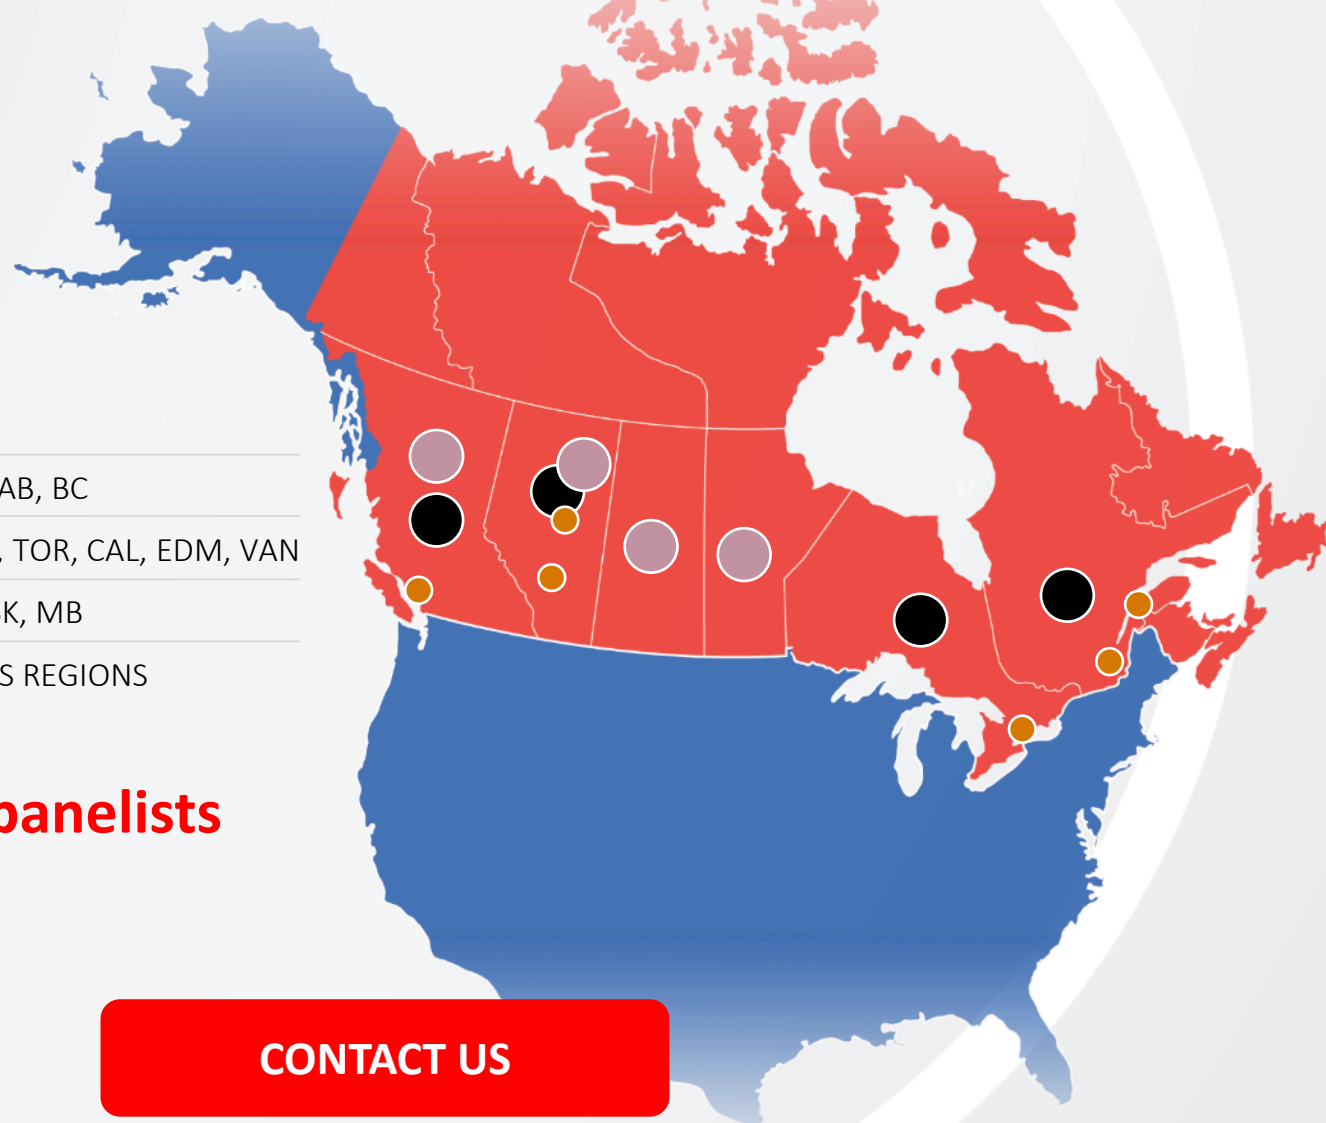 AB, BC
, TOR, CAL, EDM, VAN
K, MB
S REGIONS
panelists
CONTACT US